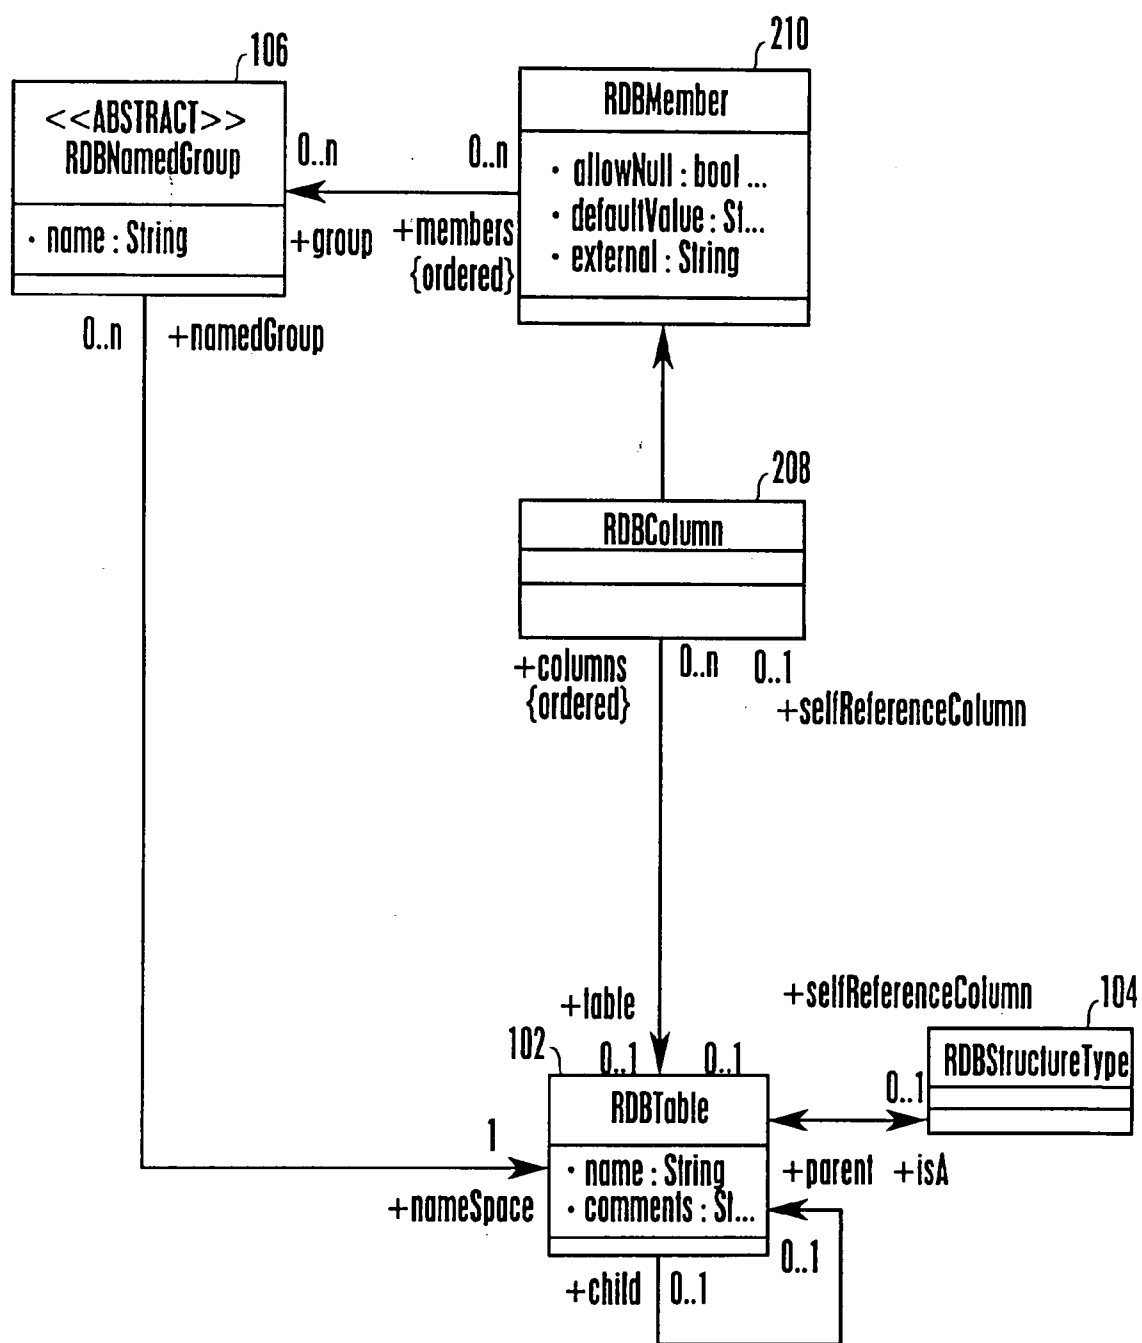 106
<<ABSTRACT>>
RDBNamedGroup
· name : String
0..n
0..n
+group
+members
{ordered}
210
RDBMember
· allowNull : bool ...
· defaultValue : St...
· external : String
0..n
+namedGroup
208
RDBColumn
+columns
{ordered}
0..n
0..1
+selfReferenceColumn
+table
+selfReferenceColumn
104
102
0..1
0..1
RDBStructureType
0..1
RDBTable
· name : String
· comments : St...
1
+nameSpace
+parent
+isA
0..1
+child
0..1